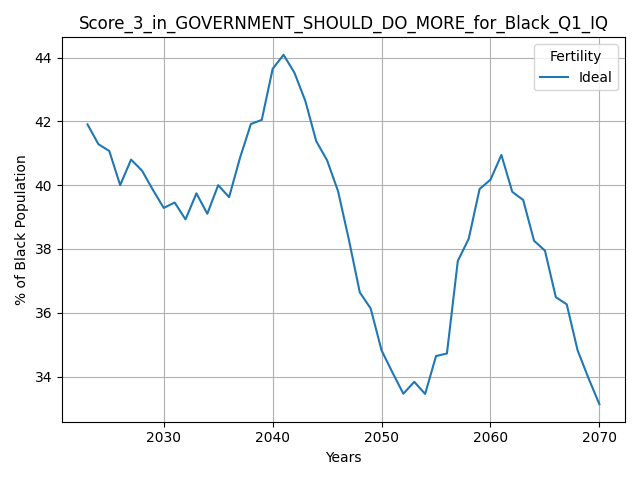 Score_3_in_GOVERNMENT_SHOULD_DO_MORE_for_Black_Q1_IQ
Fertility
Ideal
% of Black Population
44
42
40
38
36
34
2030 2040 2050 2060 2070
Years